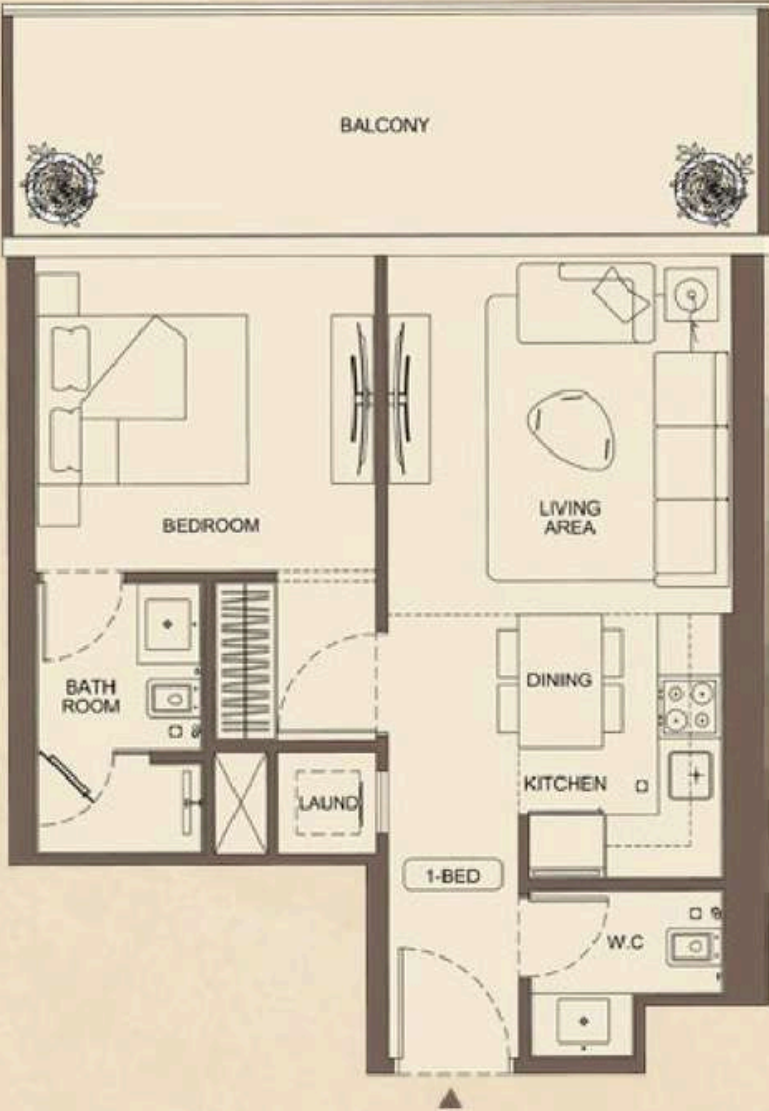 BALCONY
BEDROOM
LIVING
AREA
BATH
ROOM
DINING
KITCHEN
LAUND
1-BED
W.C